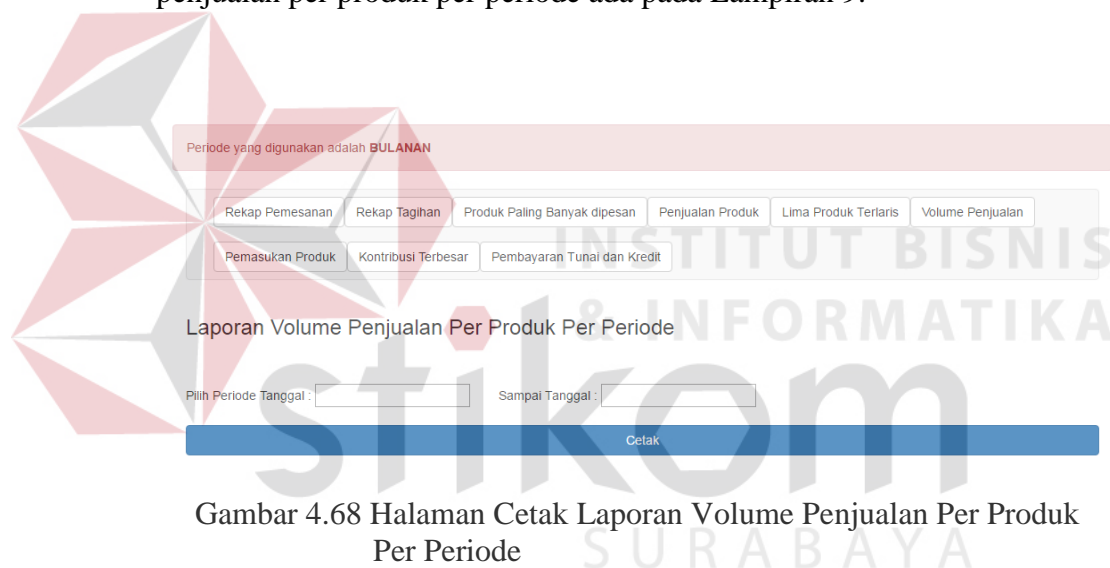 penjualan per produk per periode ada pada Lampiran 9.
Periode yang digunakan adalah BULANAN
Rekap Pemesanan Rekap Tagihan Produk Paling Banyak dipesan Penjualan Produk Lima Produk Terlaris Volume Penjualan
Pemasukan Produk Kontribusi Terbesar Pembayaran Tunai dan Kredit
INSTITUT BISNIS
& INFORMATIKA
Laporan Volume Penjualan Per Produk Per Periode
stikom
Pilih Periode Tanggal : Sampai Tanggal :
Cetak
Gambar 4.68 Halaman Cetak Laporan Volume Penjualan Per Produk
Per Periode
SURABAYA